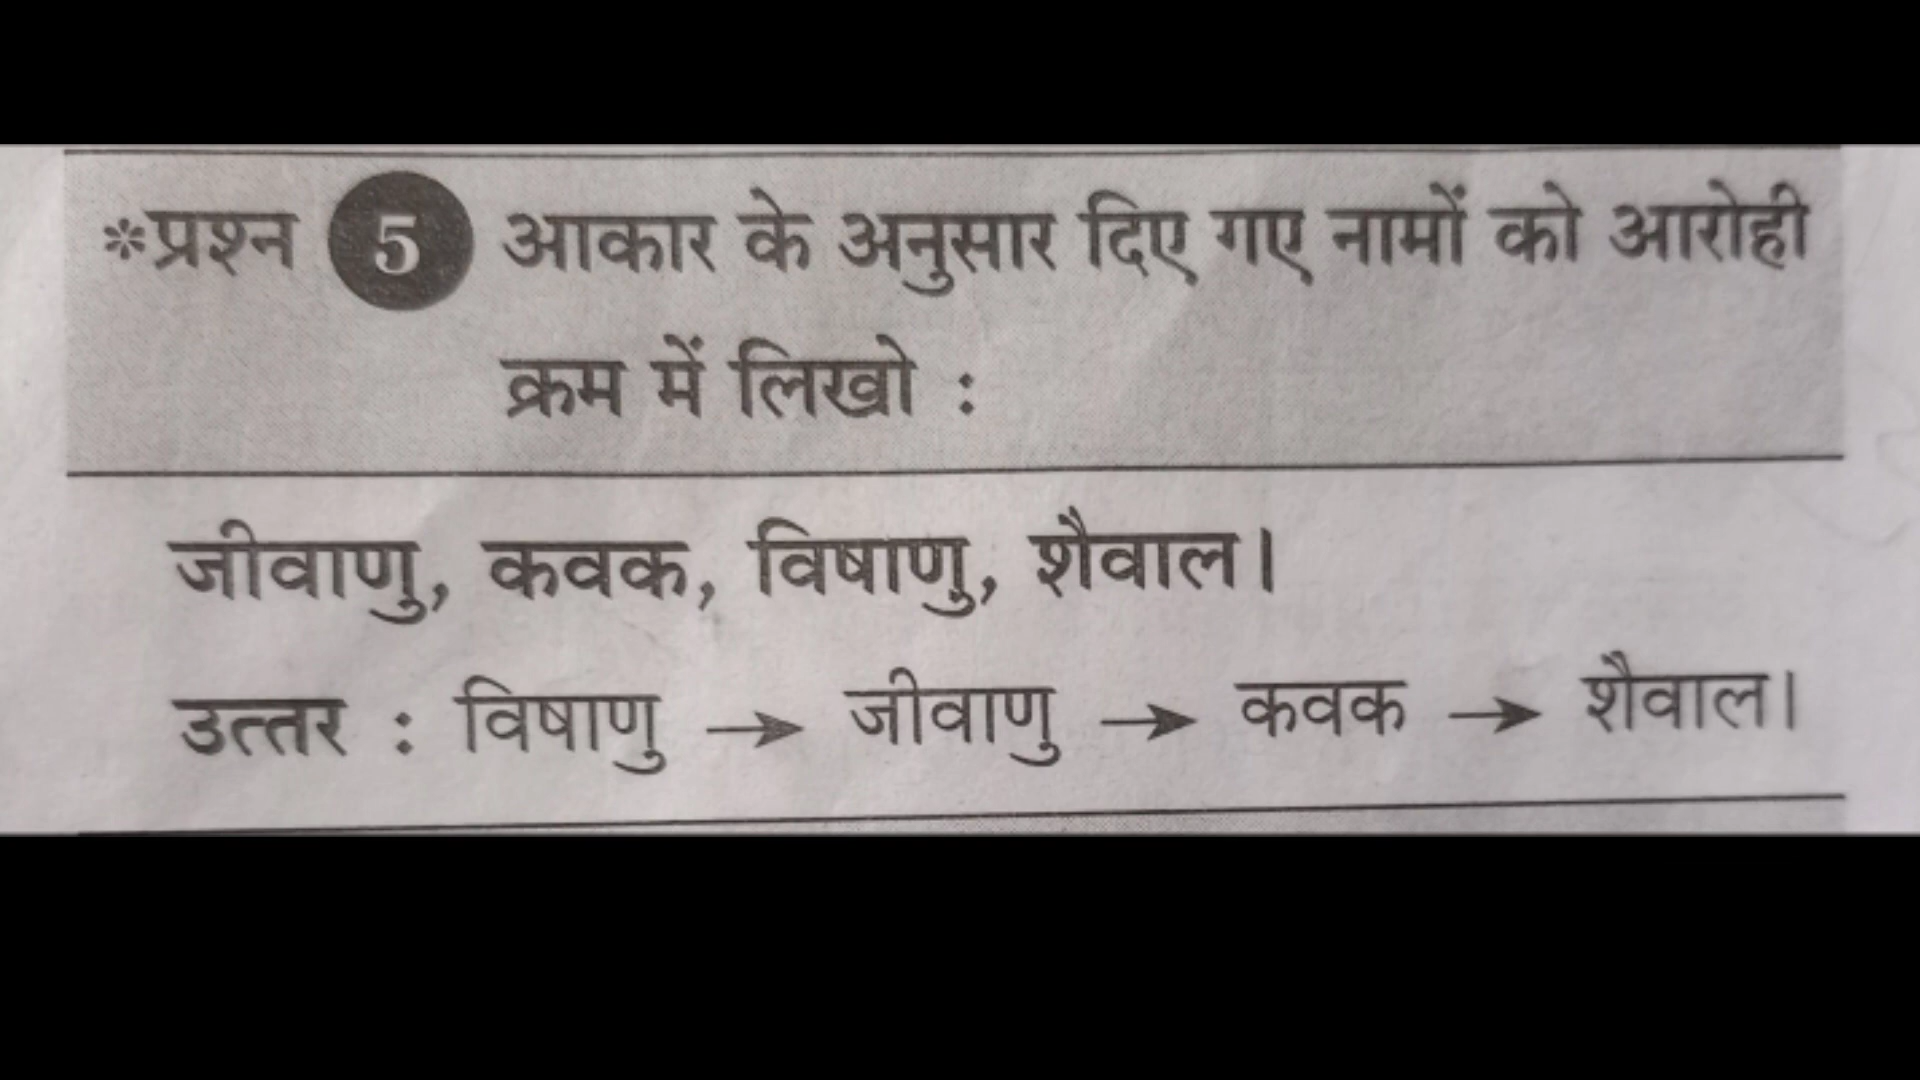 *प्रश्न 5 आकार के अनुसार दिए गए नामों को आरोही
क्रम में लिखो :
जीवाणु, कवक, विषाणु, शैवाल।
उत्तर : विषाणु → जीवाणु → कवक → शैवाल।